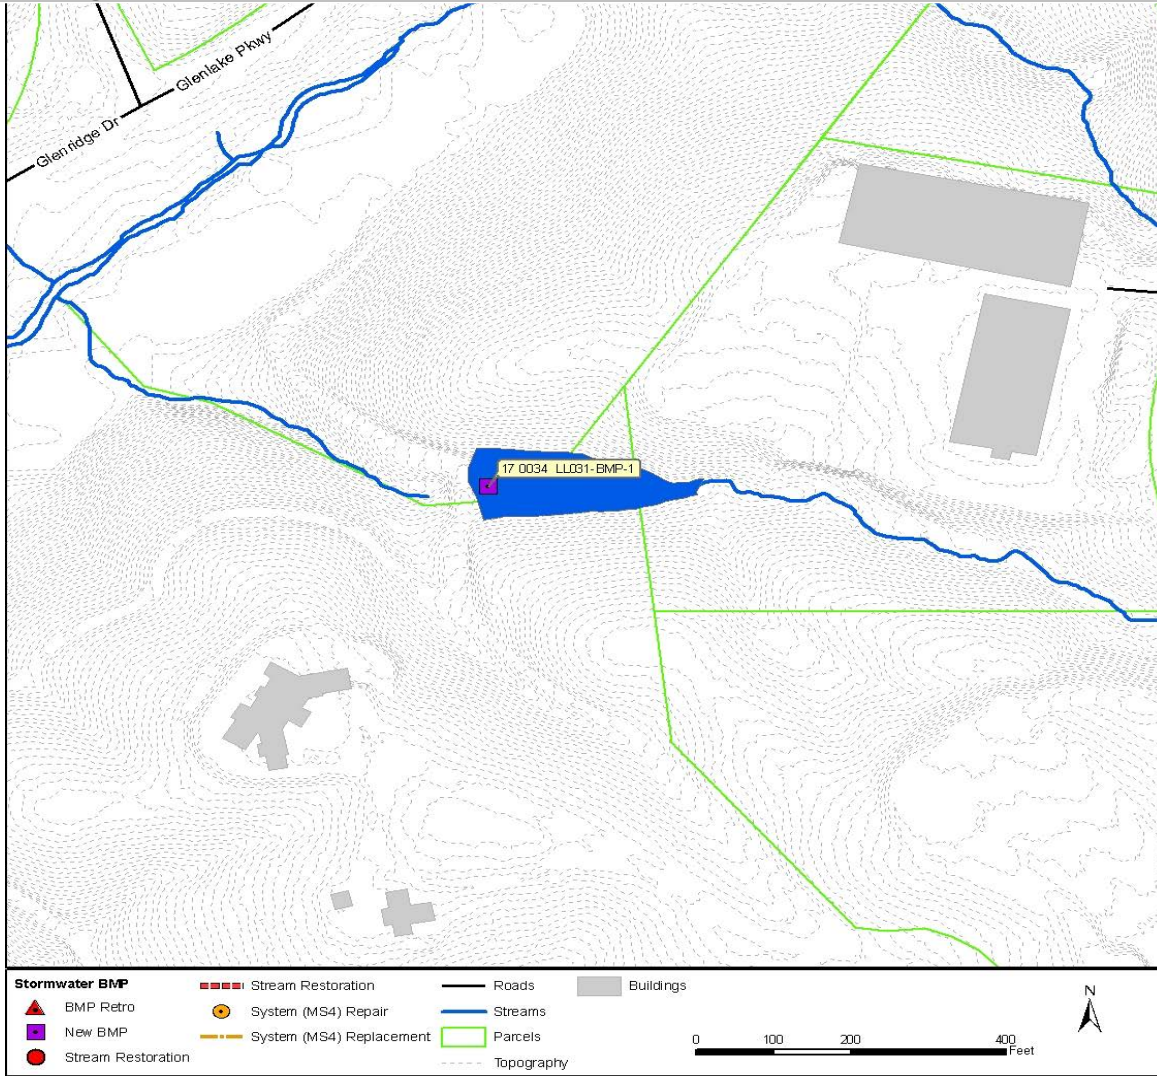 Glenlake Pkwy
Glenridge Dr
17 0034 LL031-BMP-1
Stormwater BMP
BMP Retro
New BMP
Stream Restoration
Stream Restoration
System (MS4) Repair
System (MS4) Replacement
Roads
Streams
Parcels
Topography
Buildings
N
0 100 200 400
Feet